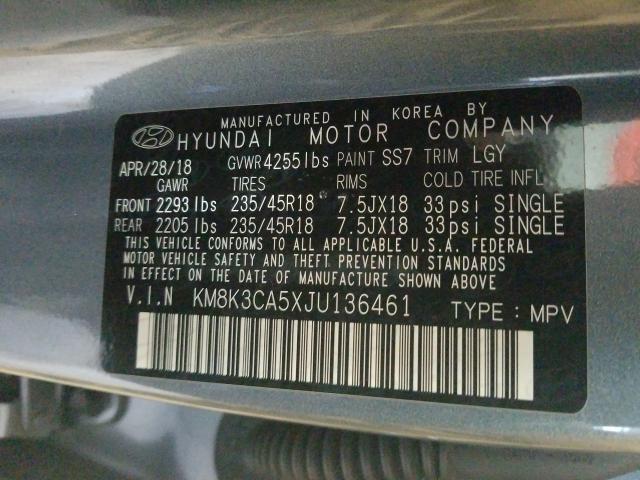 MANUFACTURED IN KOREA BY
HYUNDAI MOTOR COMPANY
APR/28/18 GVWR 4255lbs PAINT SS7 TRIM LGY
GAWR TIRES RIMS COLD TIRE INFL
FRONT 2293 lbs 235/45R18 7.5JX18 33psi SINGLE
REAR 2205 lbs 235/45R18 7.5JX18 33psi SINGLE
THIS VEHICLE CONFORMS TO ALL APPLICABLE U.S.A. FEDERAL
MOTOR VEHICLE SAFETY AND THEFT PREVENTION STANDARDS
IN EFFECT ON THE DATE OF MANUFACTURE SHOWN ABOVE
V.I.N KM8K3CA5XJU136461 TYPE : MPV